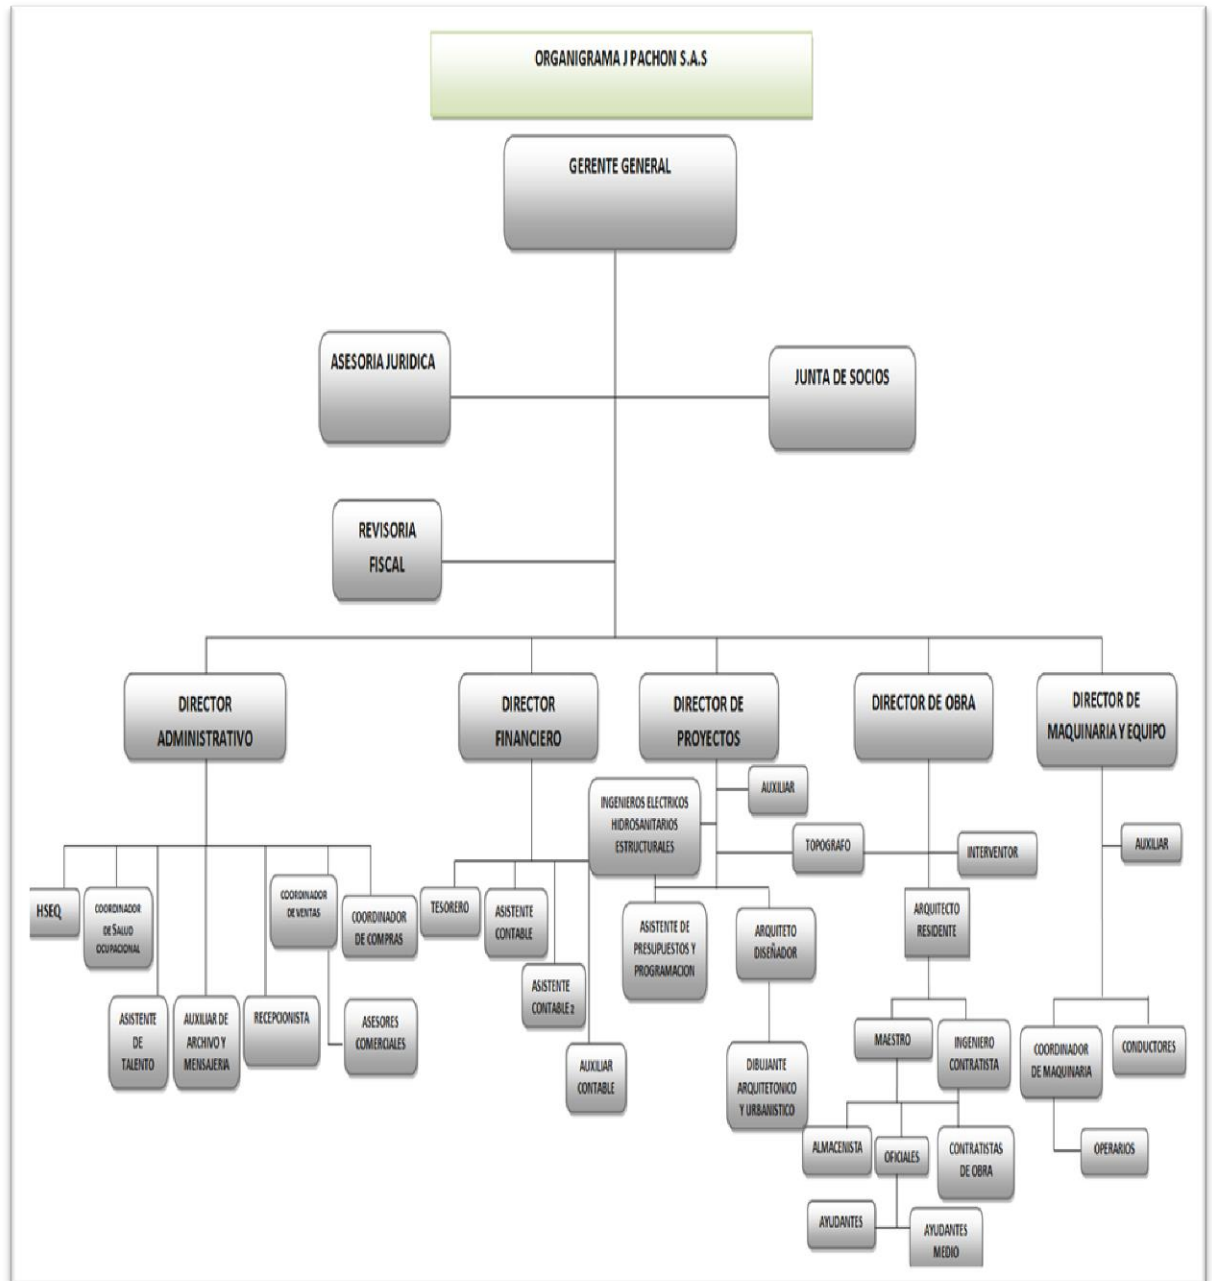 ORGANIGRAMA J PACHON S.A.S
GERENTE GENERAL
ASESORIA JURIDICA
JUNTA DE SOCIOS
REVISORIA
FISCAL
DIRECTOR
ADMINISTRATIVO
DIRECTOR
FINANCIERO
DIRECTOR DE
PROYECTOS
DIRECTOR DE OBRA
DIRECTOR DE
MAQUINARIA Y EQUIPO
HSEQ
COORDINADOR
DE SALUD
OCUPACIONAL
ASISTENTE
DE
TALENTO
AUXILIAR DE
ARCHIVO Y
MENSAJERIA
RECEPCIONISTA
COORDINADOR
DE VENTAS
COORDINADOR
DE COMPRAS
ASESORES
COMERCIALES
TESORERO
ASISTENTE
CONTABLE
ASISTENTE
CONTABLE 2
AUXILIAR
CONTABLE
INGENIEROS ELECTRICOS
HIDROSANITARIOS
ESTRUCTURALES
AUXILIAR
TOPOGRAFO
ASISTENTE DE
PRESUPUESTOS Y
PROGRAMACION
ARQUITETO
DISEÑADOR
DIBUJANTE
ARQUITETONICO
Y URBANISTICO
INTERVENTOR
ARQUITECTO
RESIDENTE
MAESTRO
INGENIERO
CONTRATISTA
ALMACENISTA
OFICIALES
CONTRATISTAS
DE OBRA
AYUDANTES
AYUDANTES
MEDIO
AUXILIAR
COORDINADOR
DE MAQUINARIA
CONDUCTORES
OPERARIOS